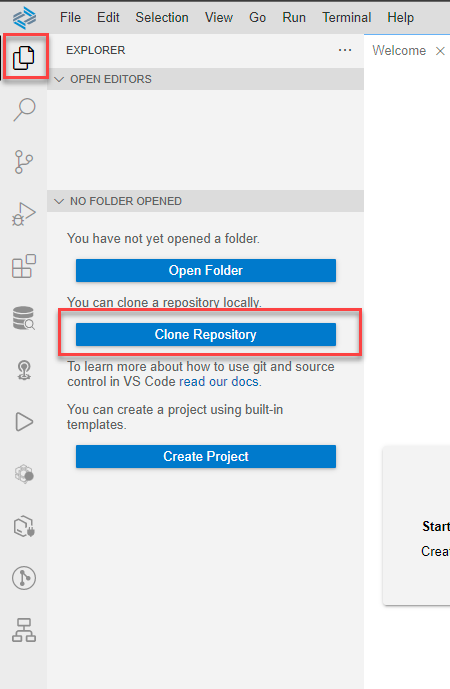 File Edit Selection View Go Run Terminal Help
EXPLORER ...
Welcome
OPEN EDITORS
NO FOLDER OPENED
You have not yet opened a folder.
Open Folder
You can clone a repository locally.
Clone Repository
To learn more about how to use git and source
control in VS Code read our docs.
You can create a project using built-in
templates.
Create Project
Start
Crea